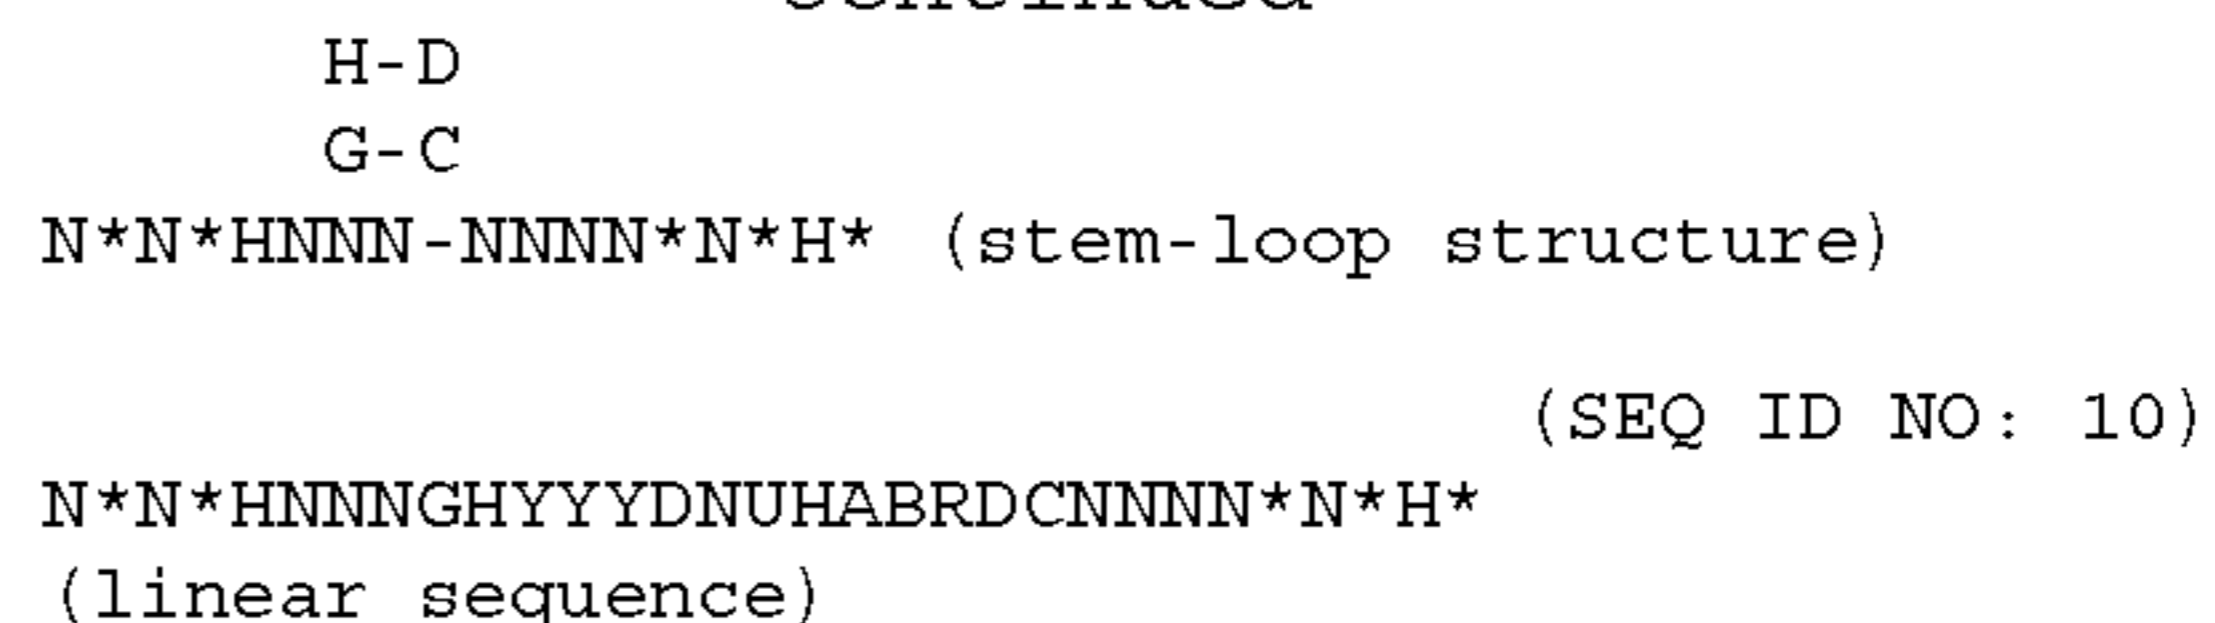 H-D
G-C
N*N*HNNN-NNNN*N*H* (stem-loop structure)
(SEQ ID NO: 10)
N*N*HNNNGHYYYDNUHABRDCNNNN*N*H*
(linear sequence)